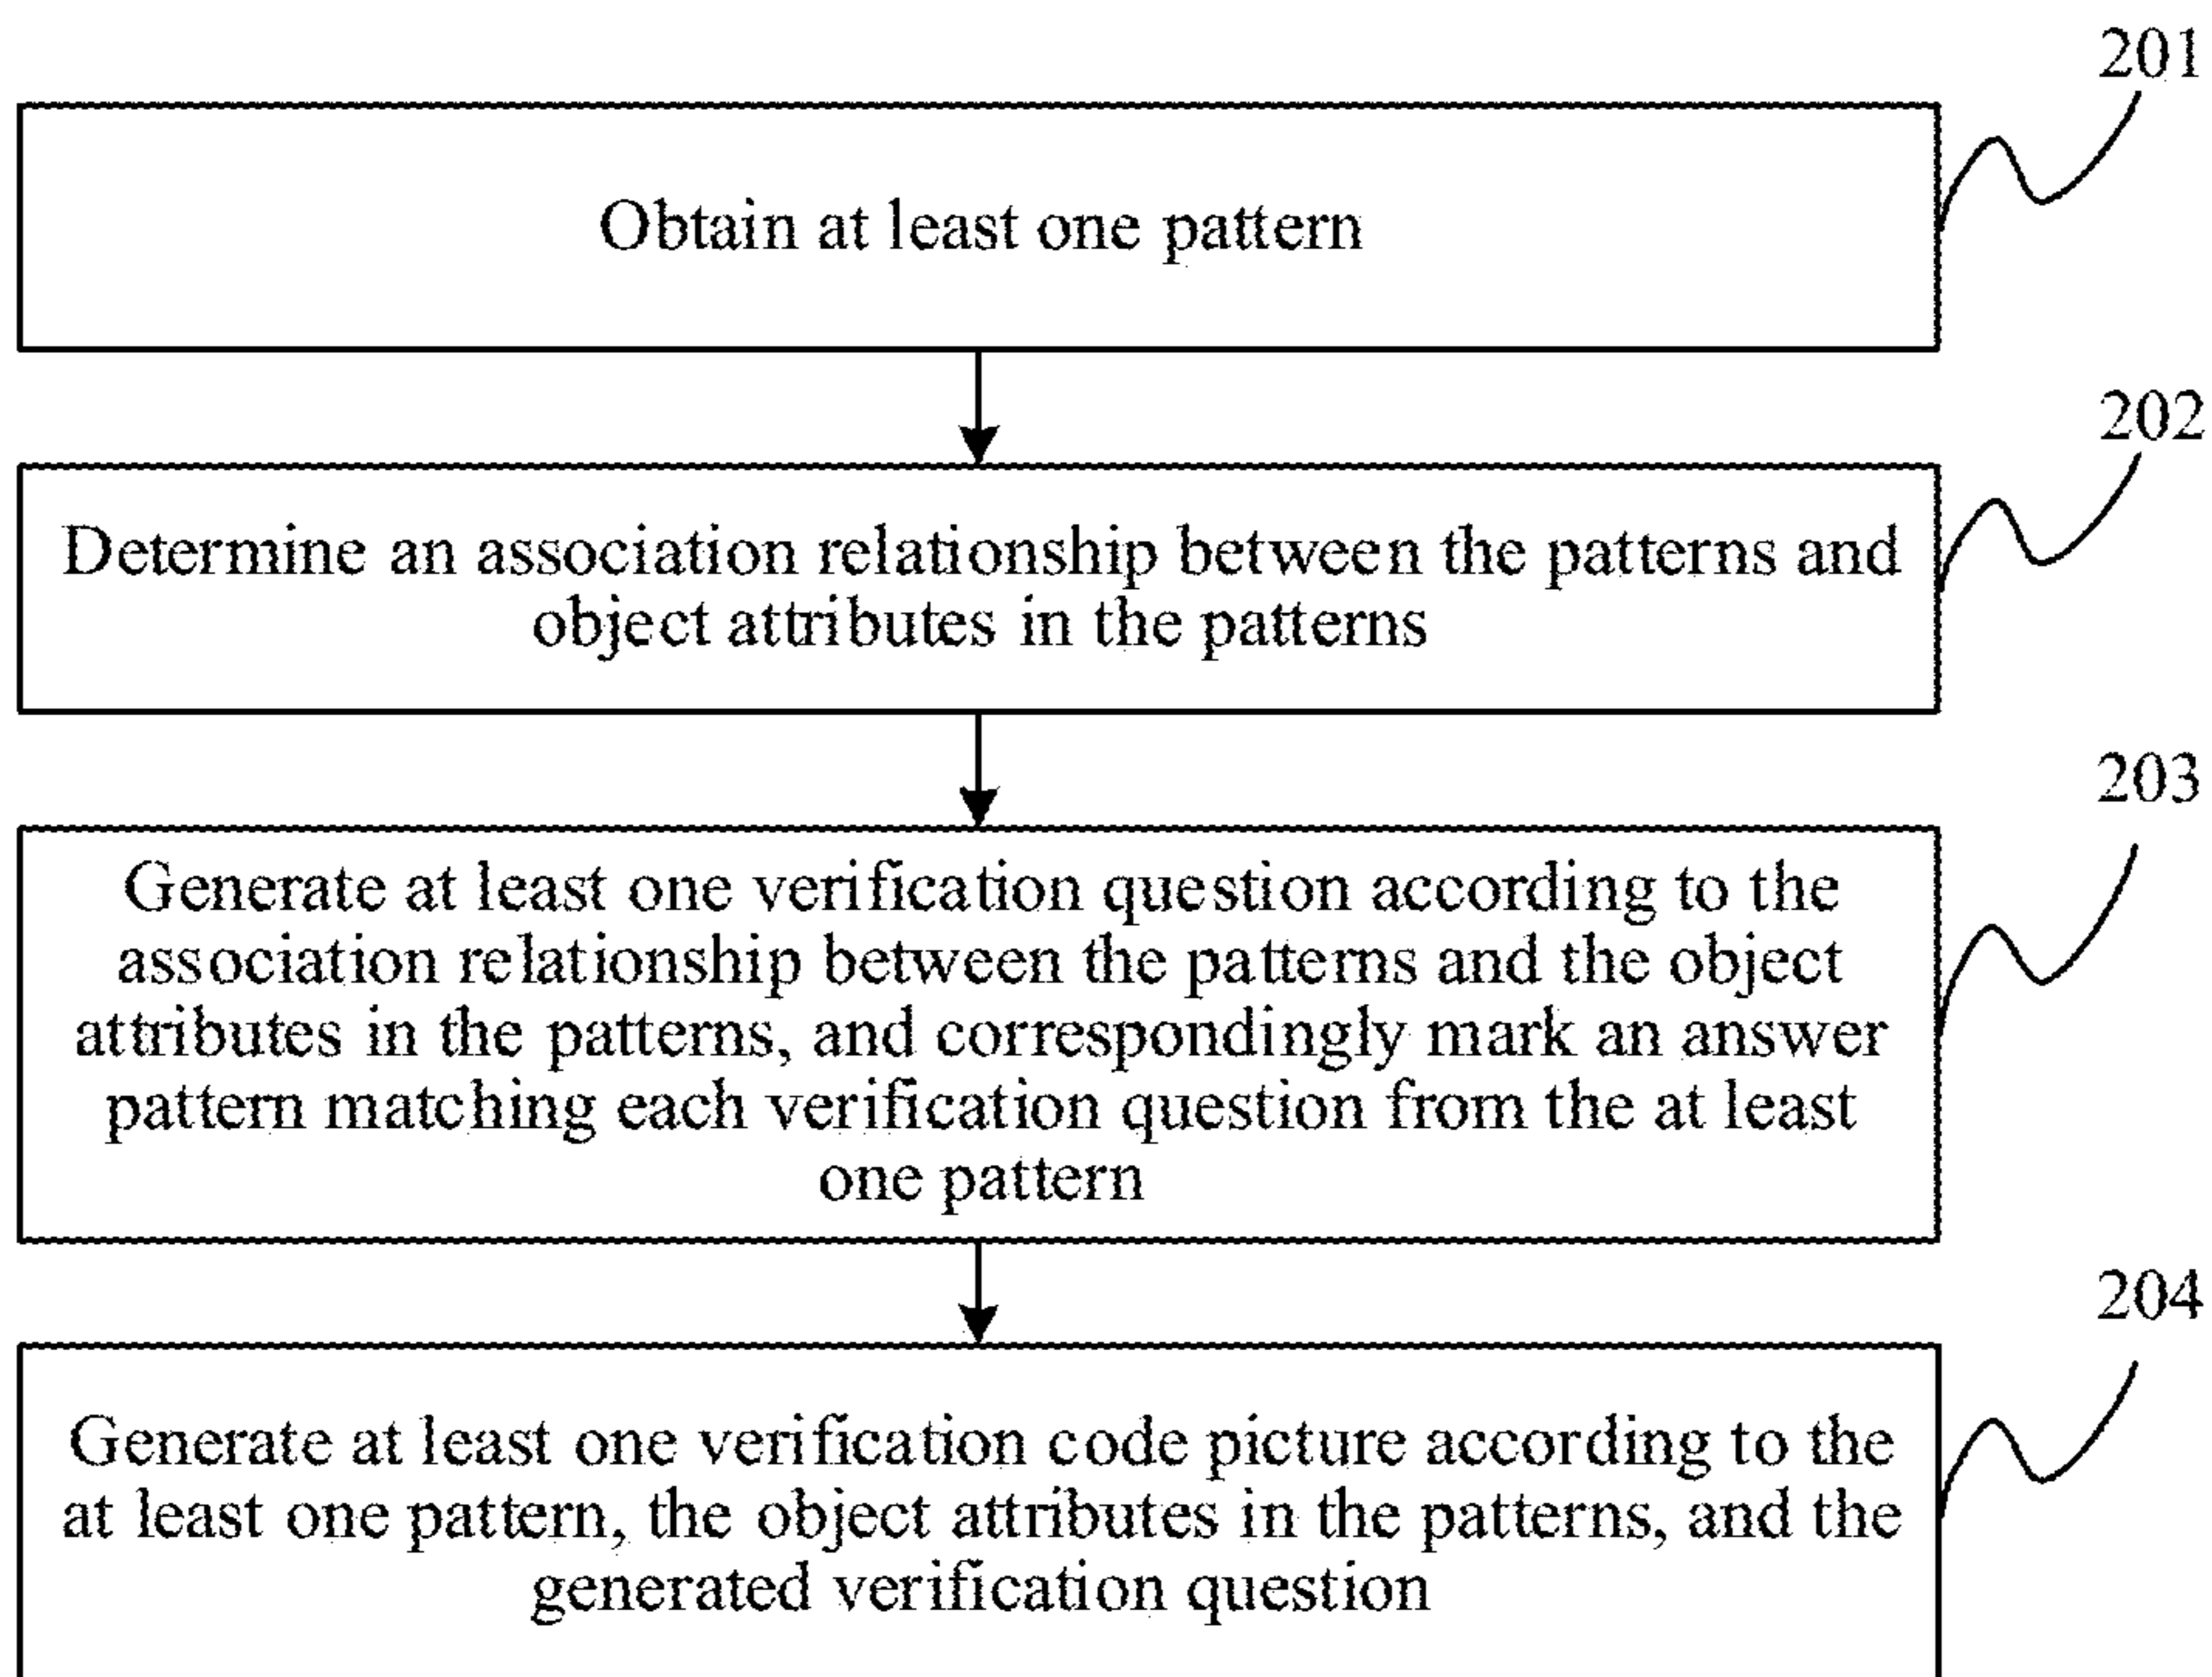 201
Obtain at least one pattern
202
Determine an association relationship between the patterns and
object attributes in the patterns
203
Generate at least one verification question according to the
association relationship between the patterns and the object
attributes in the patterns, and correspondingly mark an answer
pattern matching each verification question from the at least
one pattern
204
Generate at least one verification code picture according to the
at least one pattern, the object attributes in the patterns, and the
generated verification question